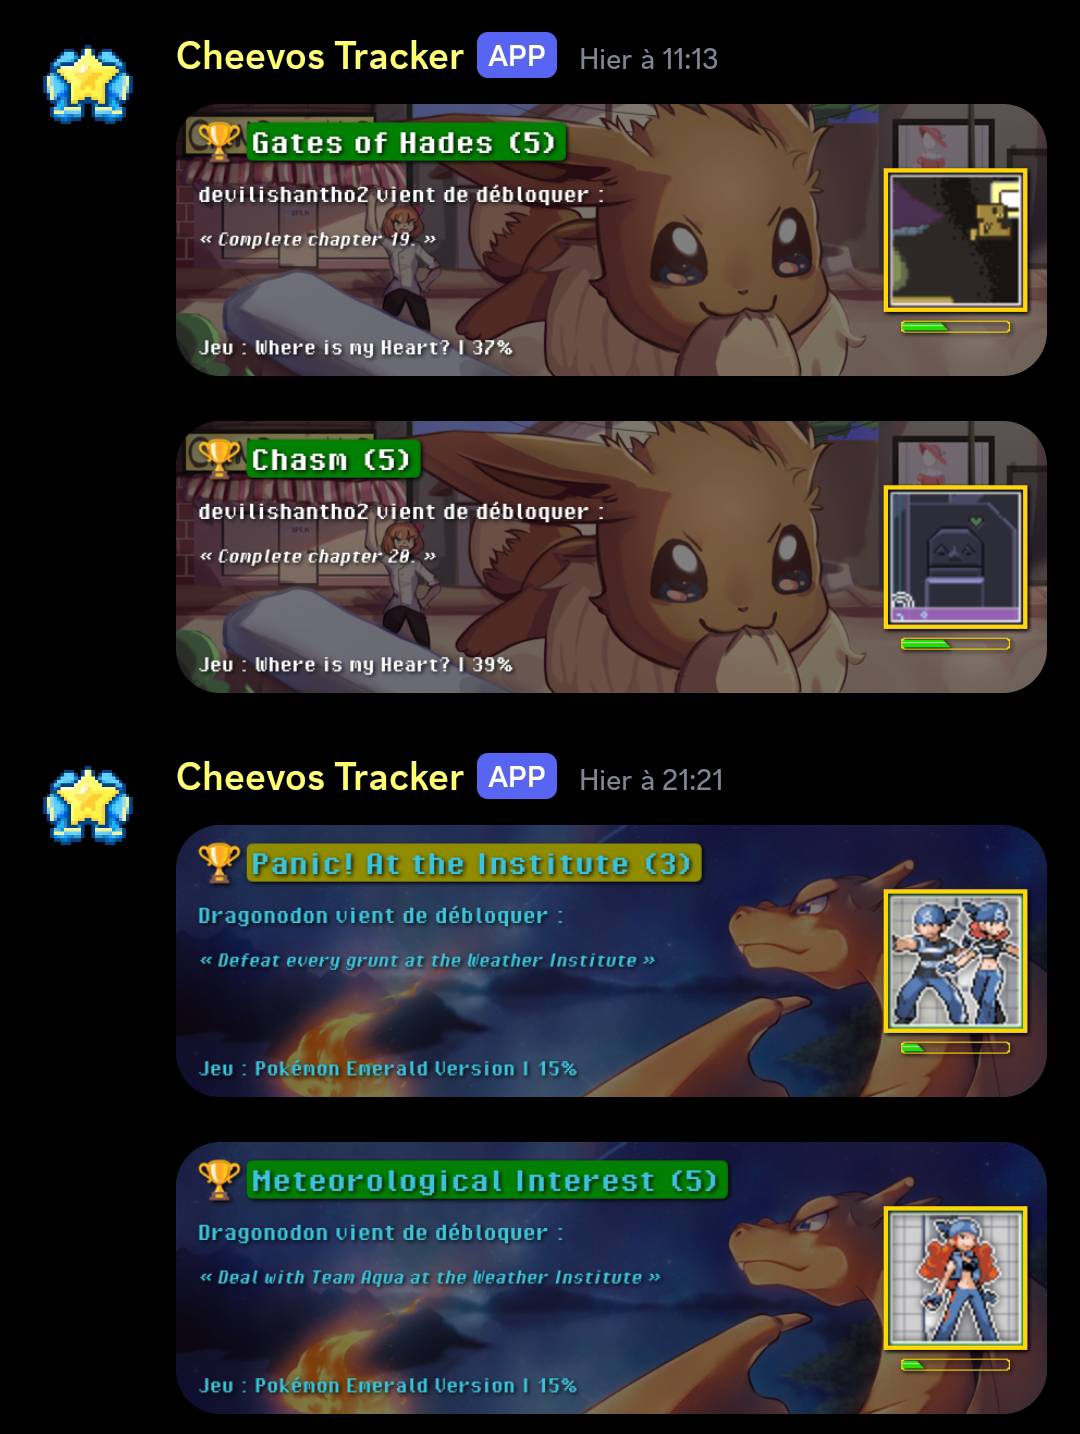 Cheevos Tracker APP Hier à 11:13
Gates of Hades (5)
devilishantho2 vient de débloquer :
« Complete chapter 19. »
Jeu : Where is my Heart? | 37%
Chasm (5)
devilishantho2 vient de débloquer :
« Complete chapter 20. »
Jeu : Where is my Heart? | 39%
Cheevos Tracker APP Hier à 21:21
Panic! At the Institute (3)
Dragonodon vient de débloquer :
« Defeat every grunt at the Weather Institute »
Jeu : Pokémon Emerald Version | 15%
Meteorological Interest (5)
Dragonodon vient de débloquer :
« Deal with Team Aqua at the Weather Institute »
Jeu : Pokémon Emerald Version | 15%